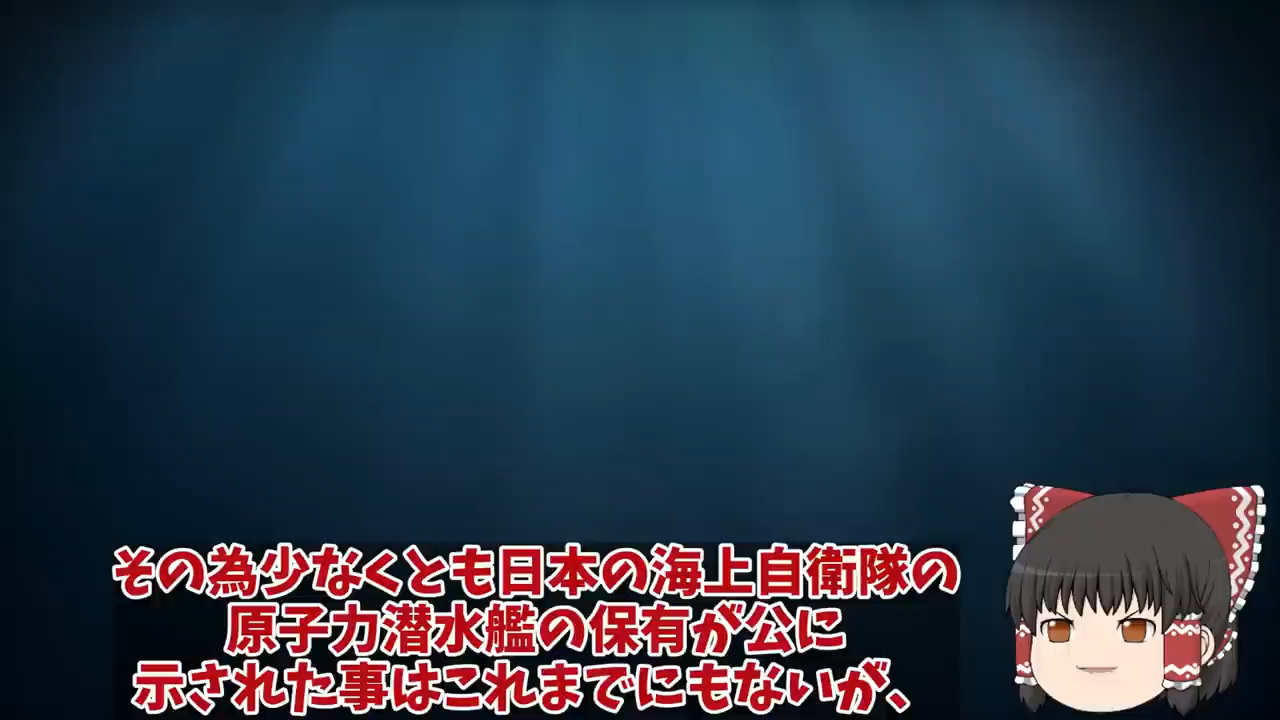 その為少なくとも日本の海上自衛隊の
原子力潜水艦の保有が公に
示された事はこれまでにもないが、